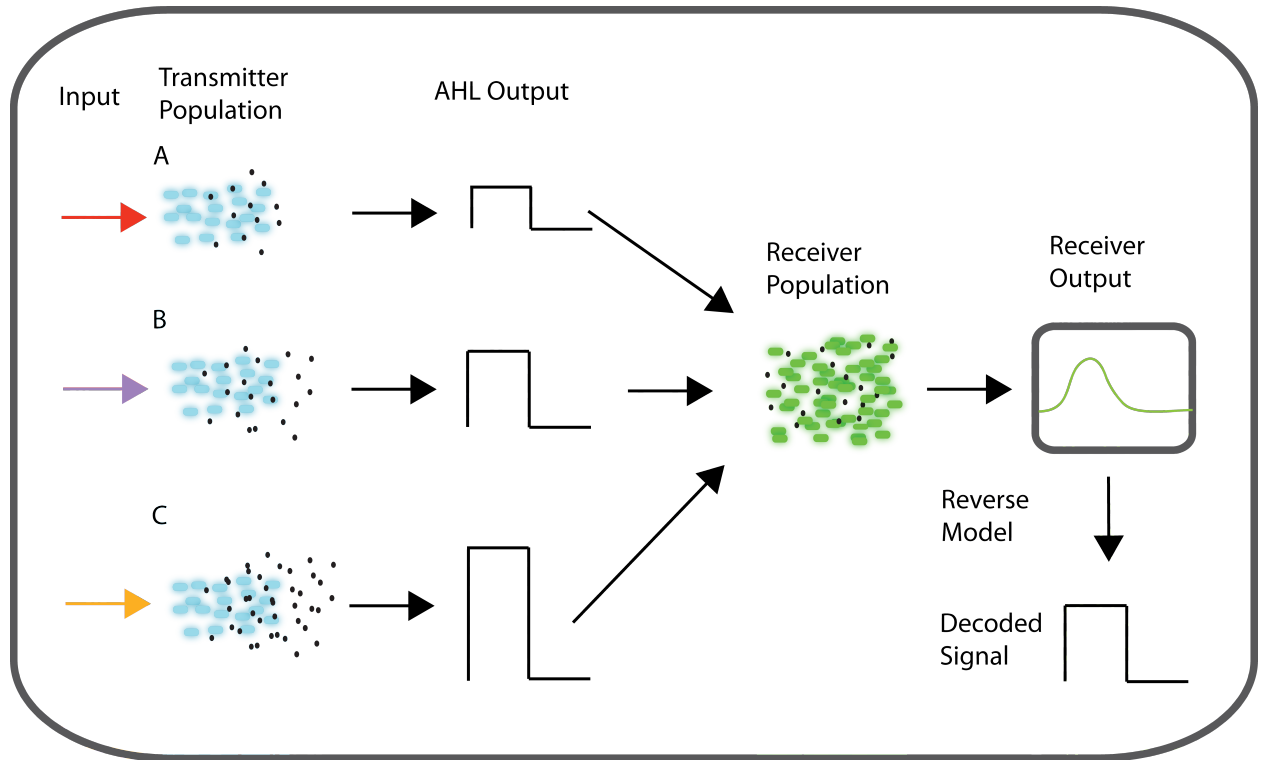 Input
Transmitter
Population
AHL Output
A
B
C
Receiver
Population
Receiver
Output
Reverse
Model
Decoded
Signal